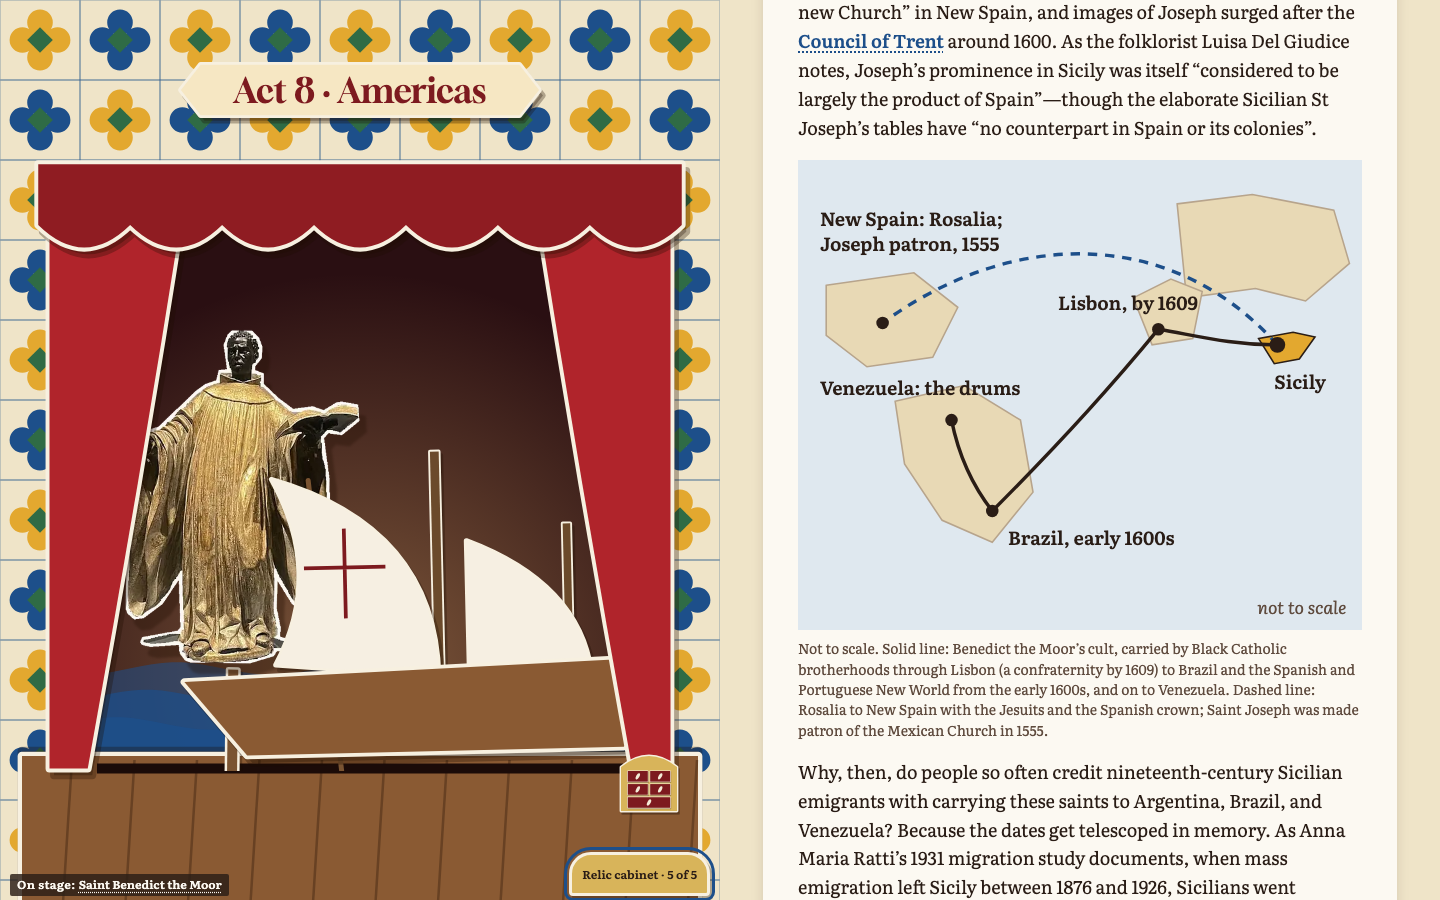 Act 8 · Americas
On stage: Saint Benedict the Moor
Relic cabinet · 5 of 5
new Church” in New Spain, and images of Joseph surged after the
Council of Trent around 1600. As the folklorist Luisa Del Giudice
notes, Joseph’s prominence in Sicily was itself “considered to be
largely the product of Spain”—though the elaborate Sicilian St
Joseph’s tables have “no counterpart in Spain or its colonies”.
New Spain: Rosalia;
Joseph patron, 1555
Lisbon, by 1609
Sicily
Venezuela: the drums
Brazil, early 1600s
not to scale
Not to scale. Solid line: Benedict the Moor’s cult, carried by Black Catholic
brotherhoods through Lisbon (a confraternity by 1609) to Brazil and the Spanish and
Portuguese New World from the early 1600s, and on to Venezuela. Dashed line:
Rosalia to New Spain with the Jesuits and the Spanish crown; Saint Joseph was made
patron of the Mexican Church in 1555.
Why, then, do people so often credit nineteenth-century Sicilian
emigrants with carrying these saints to Argentina, Brazil, and
Venezuela? Because the dates get telescoped in memory. As Anna
Maria Ratti’s 1931 migration study documents, when mass
emigration left Sicily between 1876 and 1926, Sicilians went